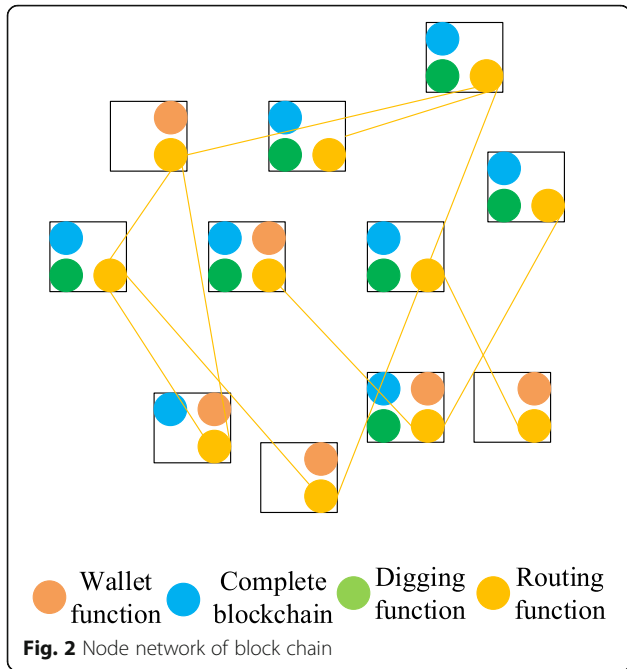 Wallet function
Complete blockchain
Digging function
Routing function
Fig. 2 Node network of block chain